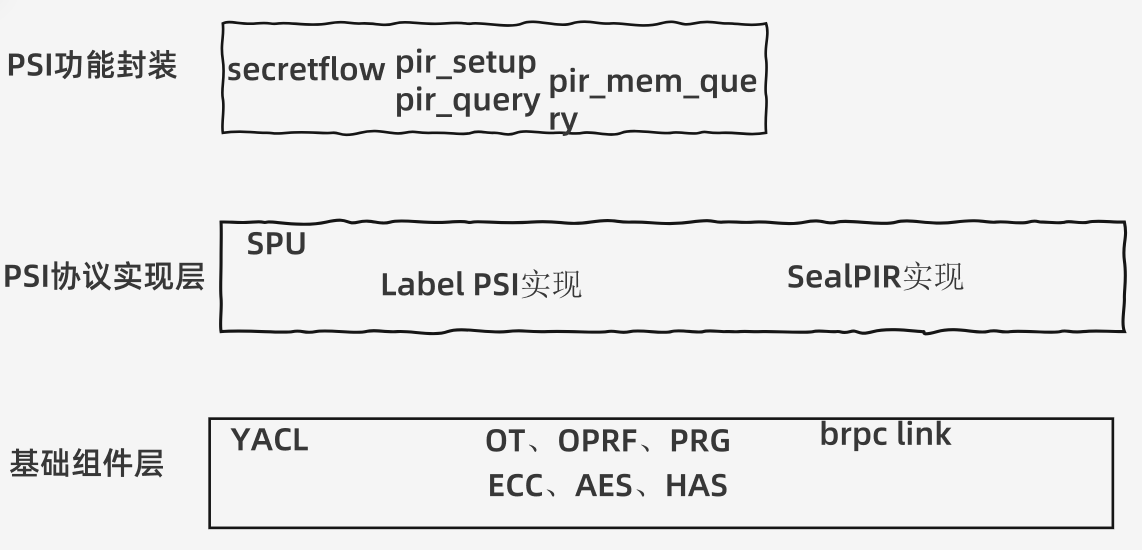 PSI功能封装
secretflow
pir_setup
pir_query
pir_mem_que
ry
PSI协议实现层
SPU
Label PSI实现
SealPIR实现
基础组件层
YACL
OT、OPRF、PRG
ECC、AES、HAS
brpc link